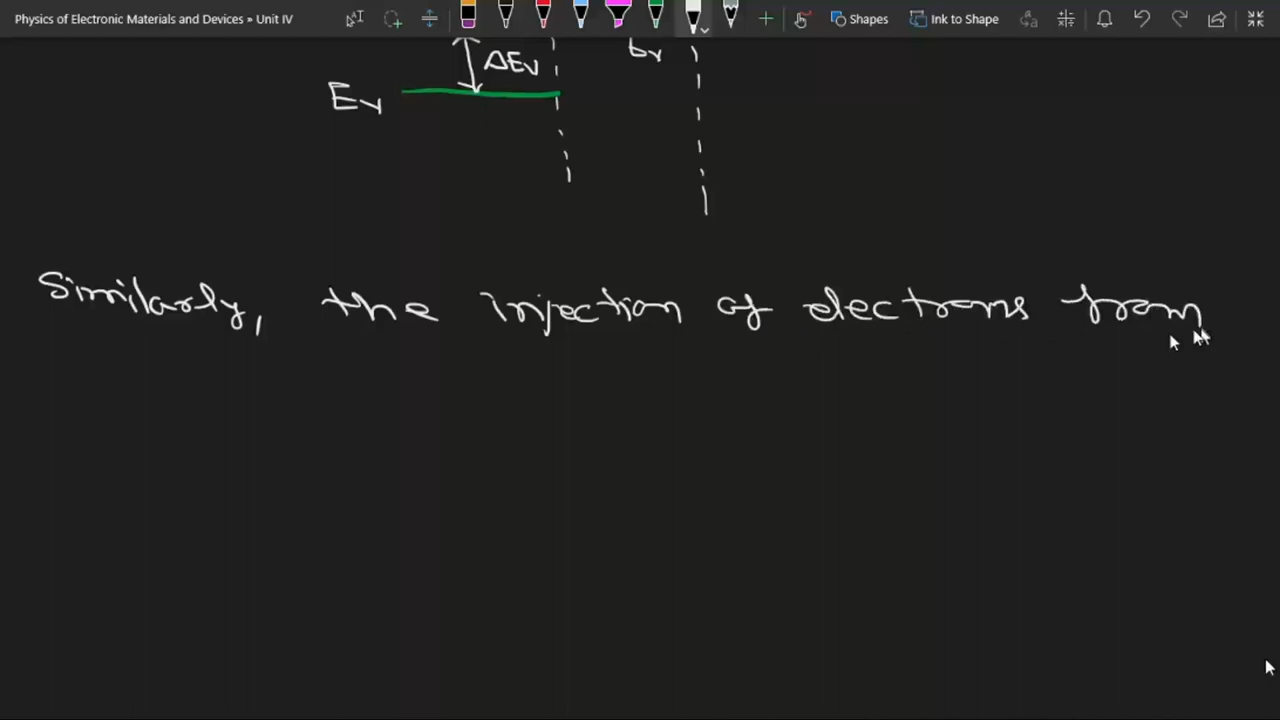 Physics of Electronic Materials and Devices » Unit IV
Shapes
Ink to Shape
ΔEv
Ev
Similarly, the injection of electrons from